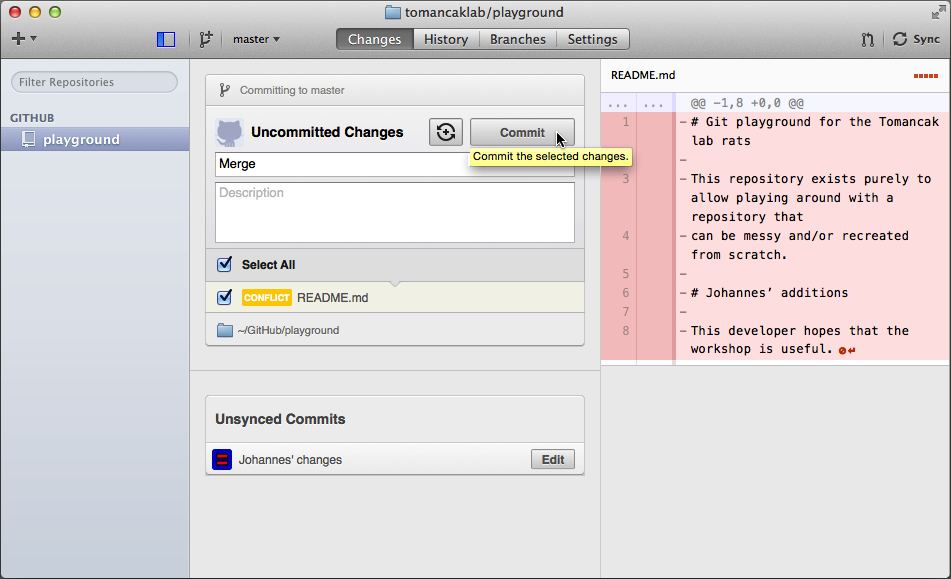 tomancaklab/playground
master
Changes
History
Branches
Settings
Sync
Filter Repositories
GITHUB
playground
Committing to master
Uncommitted Changes
Commit
Commit the selected changes.
Merge
Description
Select All
CONFLICT README.md
~/GitHub/playground
Unsynced Commits
Johannes' changes
Edit
README.md
... ... @@ -1,8 +0,0 @@
1 -# Git playground for the Tomancak
lab rats
-
3 -This repository exists purely to
allow playing around with a
repository that
4 -can be messy and/or recreated
from scratch.
5 -
6 -# Johannes’ additions
7 -
8 -This developer hopes that the
workshop is useful.